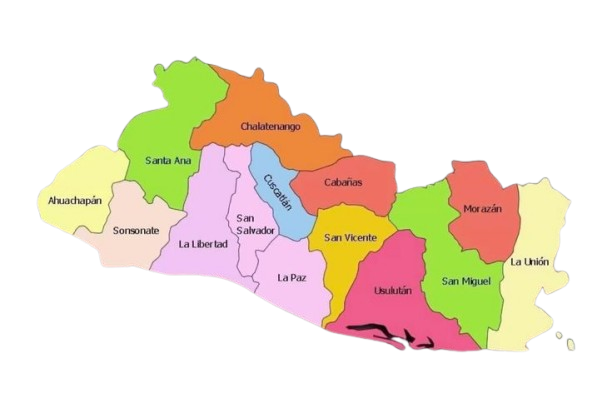 Chalatenango
Santa Ana
Cabañas
Cuscatlán
Ahuachapán
Morazán
San
Salvador
Sonsonate
San Vicente
La Libertad
La Unión
La Paz
San Miguel
Usulután